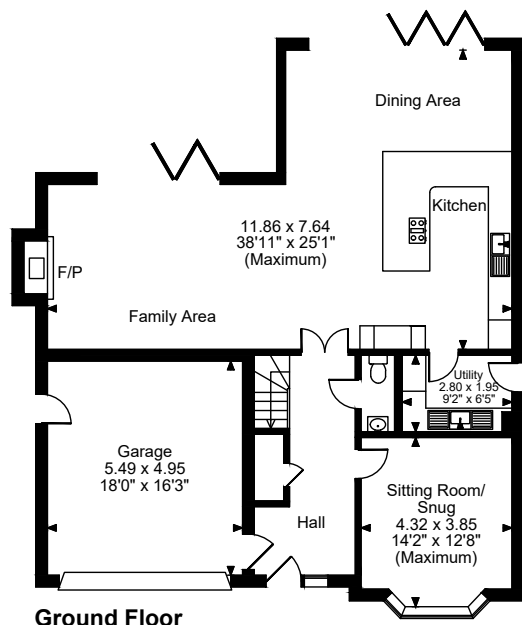 Dining Area
Kitchen
11.86 x 7.64
38'11" x 25'1"
(Maximum)
F/P
Family Area
Utility
2.80 x 1.95
9'2" x 6'5"
Garage
5.49 x 4.95
18'0" x 16'3"
Sitting Room/
Snug
4.32 x 3.85
14'2" x 12'8"
(Maximum)
Hall
Ground Floor